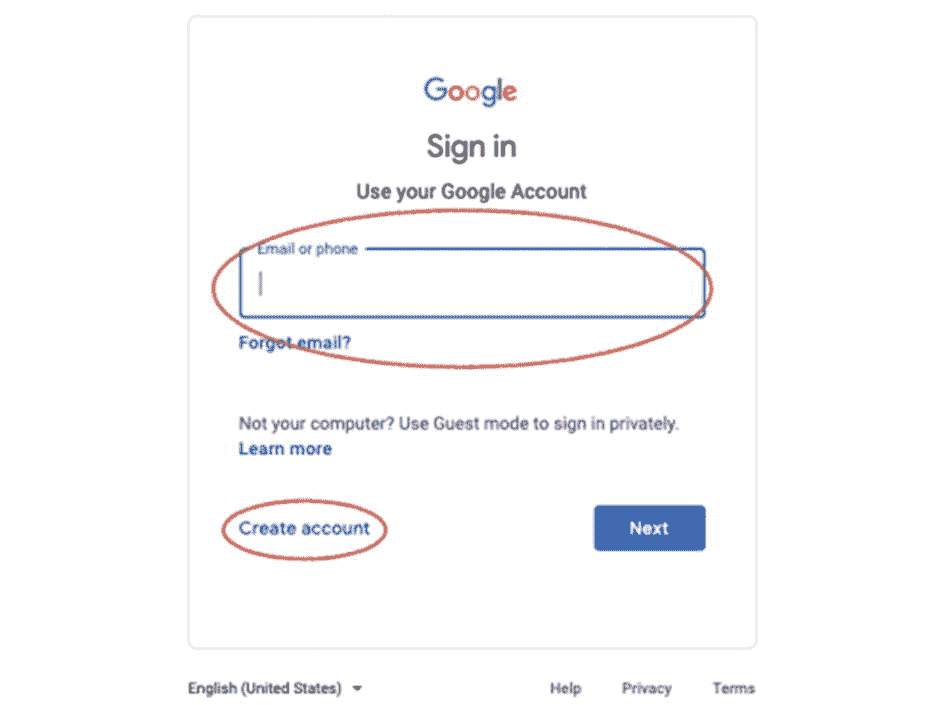 Google
Sign in
Use your Google Account
Email or phone
Forgot email?
Not your computer? Use Guest mode to sign in privately.
Learn more
Create account Next
English (United States) Help Privacy Terms